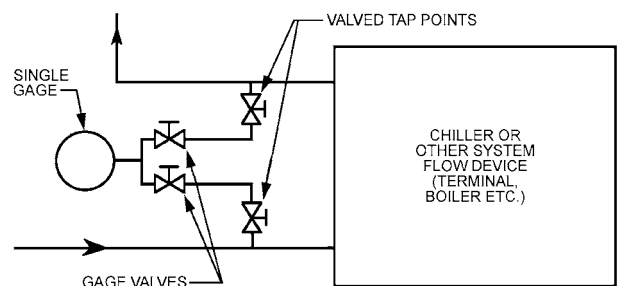 VALVED TAP POINTS
SINGLE
GAGE
CHILLER OR
OTHER SYSTEM
FLOW DEVICE
(TERMINAL,
BOILER ETC.)
GAGE VALVES